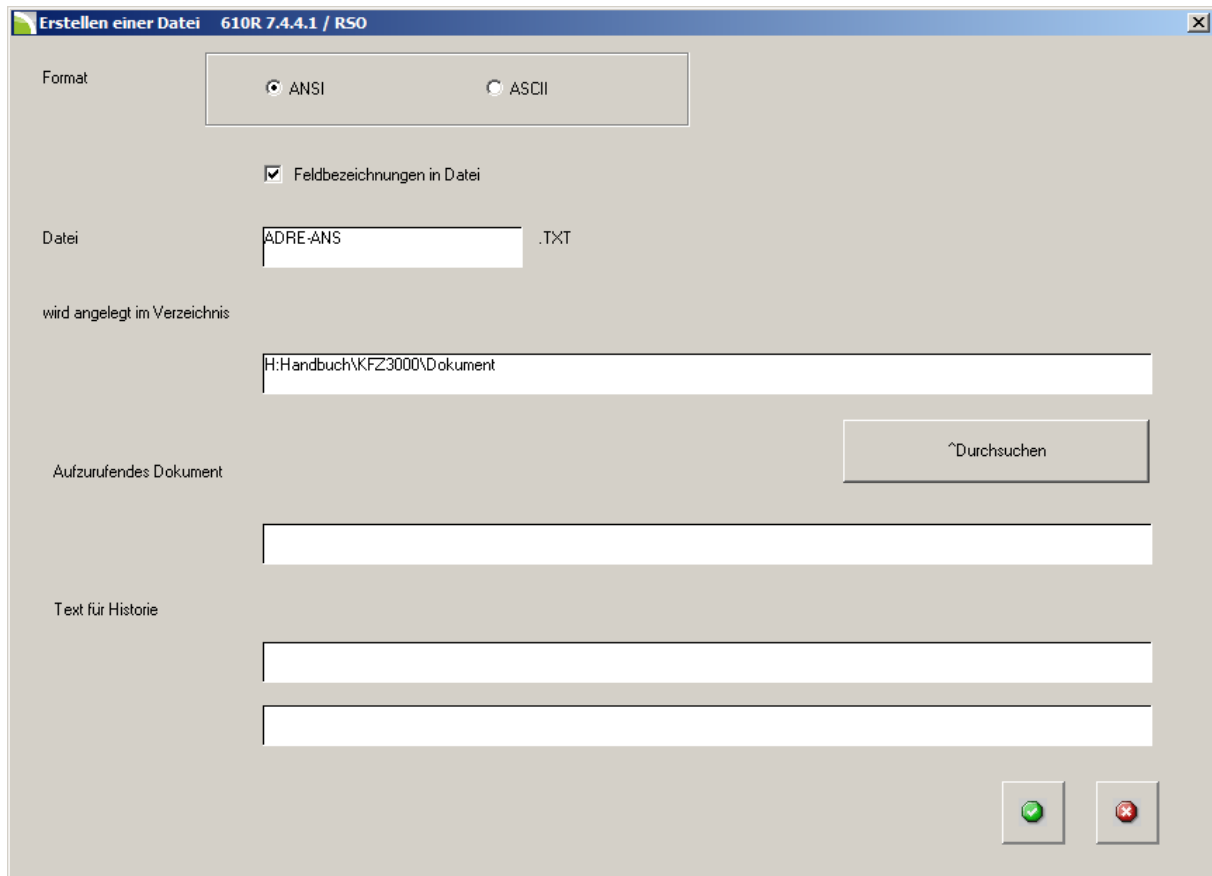 Erstellen einer Datei 610R 7.4.4.1 / RSO
Format
ANSI
ASCII
Feldbezeichnungen in Datei
Datei
ADRE-ANS
.TXT
wird angelegt im Verzeichnis
H:Handbuch\KFZ3000\Dokument
^Durchsuchen
Aufzurufendes Dokument
Text für Historie